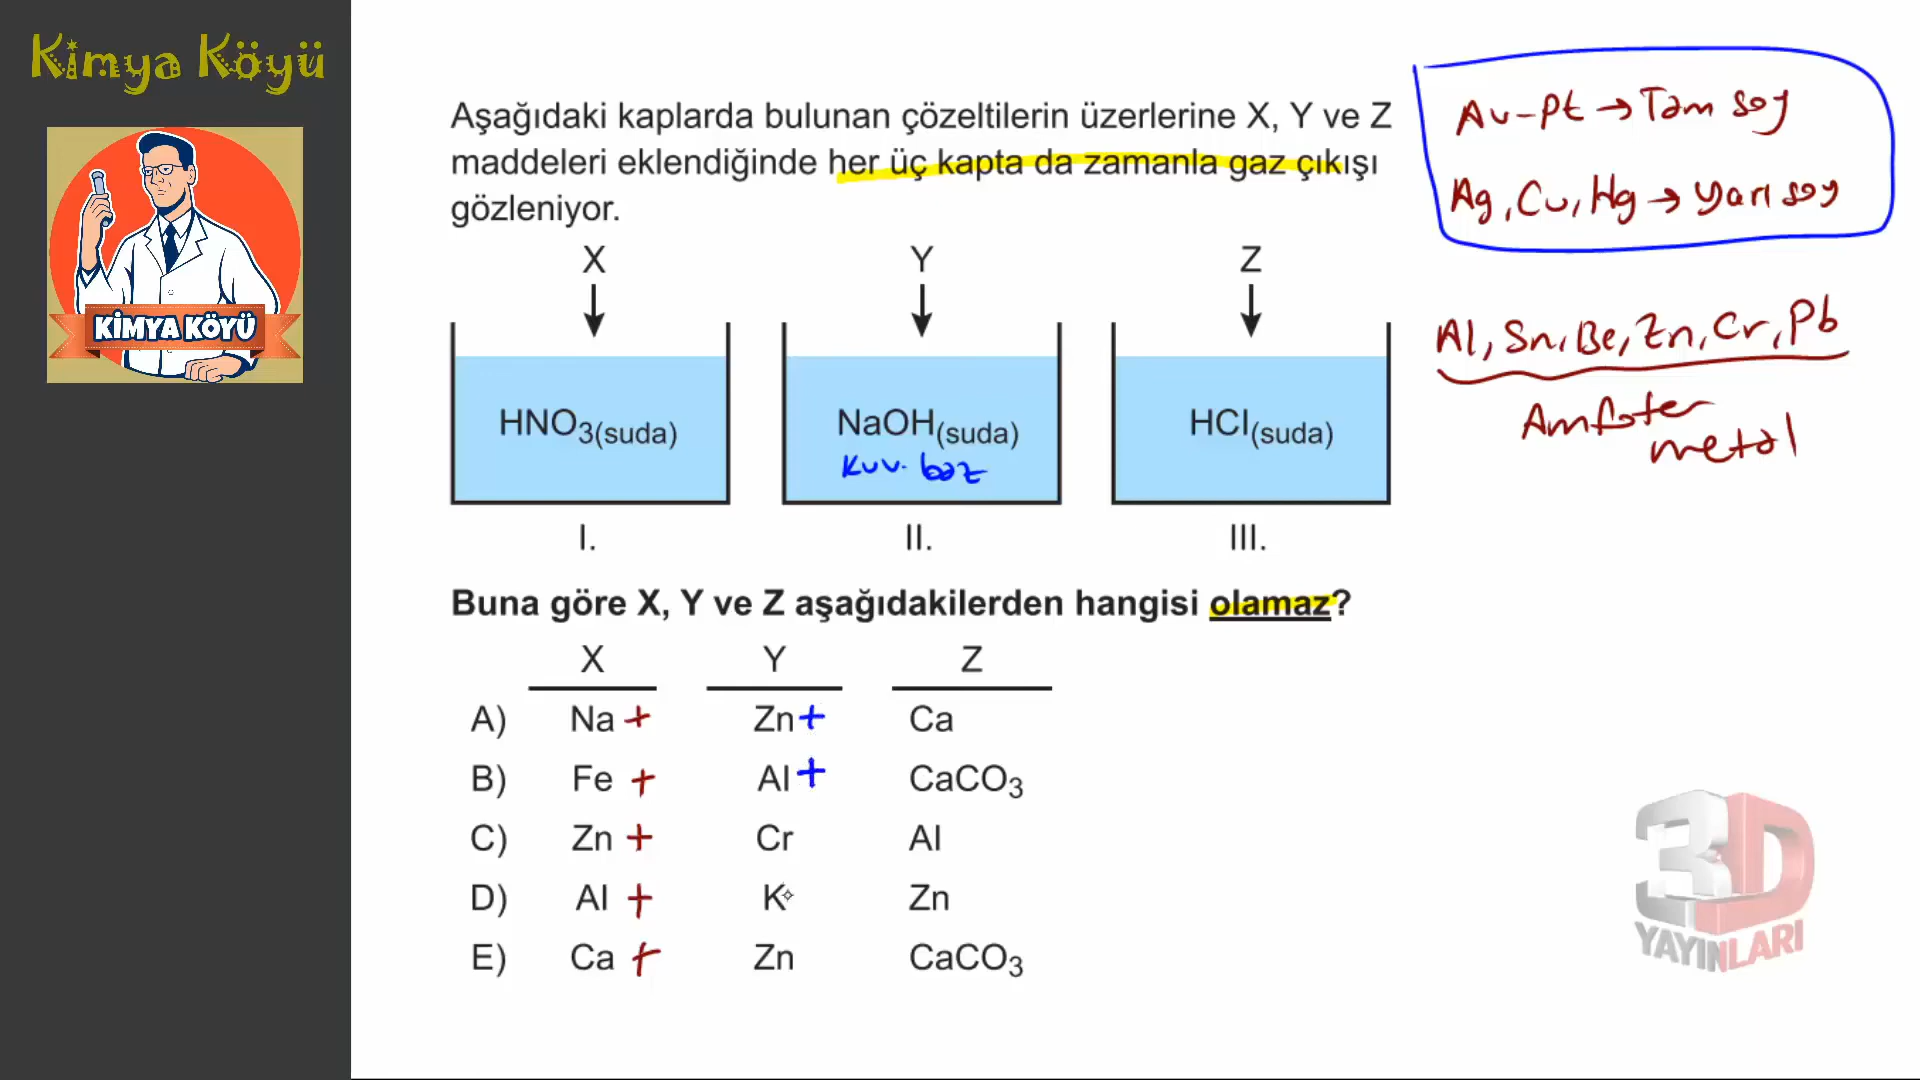 Kimya Köyü
KİMYA KÖYÜ
Aşağıdaki kaplarda bulunan çözeltilerin üzerlerine X, Y ve Z
maddeleri eklendiğinde her üç kapta da zamanla gaz çıkışı
gözleniyor.
Au-Pt → Tam soy
Ag, Cu, Hg → yarı soy
X Y Z
Al, Sn, Be, Zn, Cr, Pb
Amfoter
metal
HNO3(suda) NaOH(suda) HCl(suda)
kuv. baz
I. II. III.
Buna göre X, Y ve Z aşağıdakilerden hangisi olamaz?
X Y Z
A) Na + Zn + Ca
B) Fe + Al + CaCO3
C) Zn + Cr Al
D) Al + K Zn
E) Ca + Zn CaCO3
3D
YAYINLARI